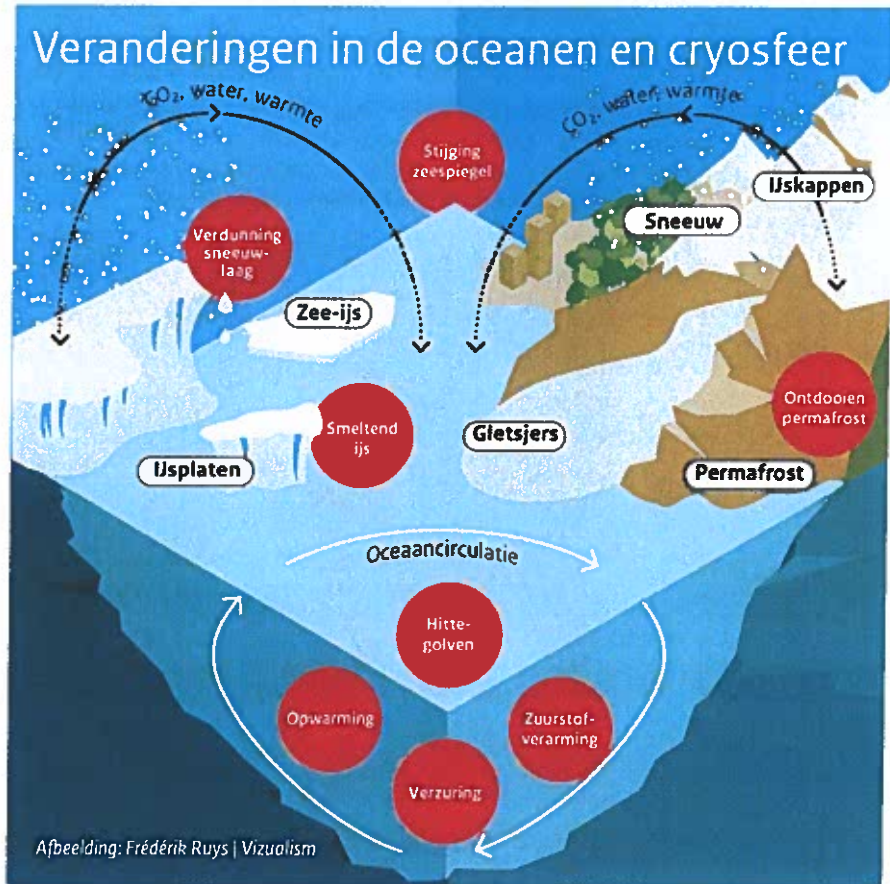 Veranderingen in de oceanen en cryosfeer
CO₂, water, warmte
CO₂, water, warmte
Stijging
zeespiegel
IJskappen
Sneeuw
Verdunning
sneeuw-
laag
Zee-ijs
Smeltend
ijs
Gletsjers
Ontdooien
permafrost
IJsplaten
Permafrost
Oceaancirculatie
Hitte-
golven
Opwarming
Zuurstof-
verarming
Verzuring
Afbeelding: Frédérik Ruys | Vizualism